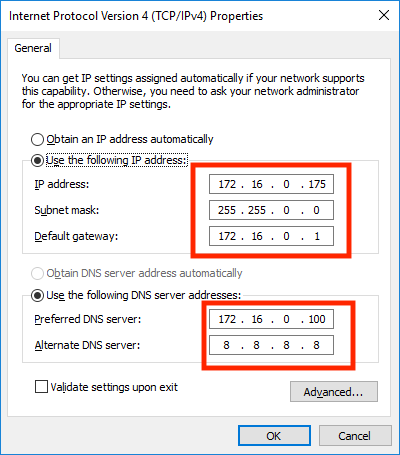 Internet Protocol Version 4 (TCP/IPv4) Properties
General
You can get IP settings assigned automatically if your network supports
this capability. Otherwise, you need to ask your network administrator
for the appropriate IP settings.
Obtain an IP address automatically
Use the following IP address:
IP address: 172 . 16 . 0 . 175
Subnet mask: 255 . 255 . 0 . 0
Default gateway: 172 . 16 . 0 . 1
Obtain DNS server address automatically
Use the following DNS server addresses:
Preferred DNS server: 172 . 16 . 0 . 100
Alternate DNS server: 8 . 8 . 8 . 8
Validate settings upon exit
Advanced...
OK Cancel